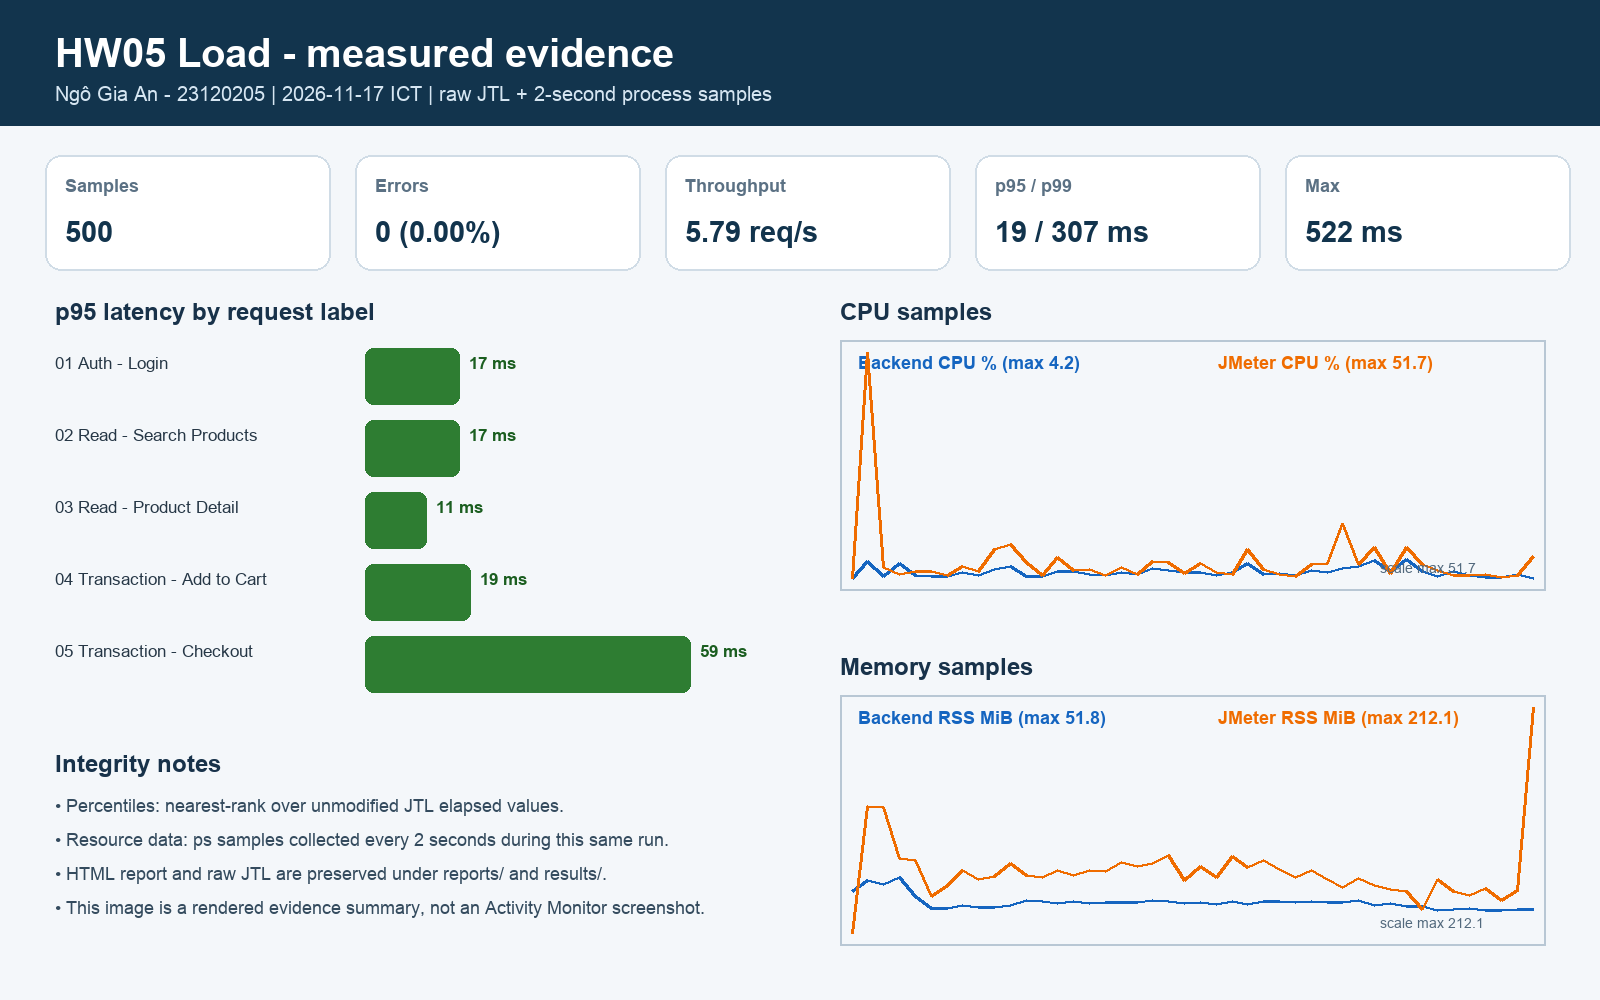 HW05 Load - measured evidence
Ngô Gia An - 23120205 | 2026-11-17 ICT | raw JTL + 2-second process samples
Samples
500
Errors
0 (0.00%)
Throughput
5.79 req/s
p95 / p99
19 / 307 ms
Max
522 ms
p95 latency by request label
01 Auth - Login
17 ms
02 Read - Search Products
17 ms
03 Read - Product Detail
11 ms
04 Transaction - Add to Cart
19 ms
05 Transaction - Checkout
59 ms
Integrity notes
• Percentiles: nearest-rank over unmodified JTL elapsed values.
• Resource data: ps samples collected every 2 seconds during this same run.
• HTML report and raw JTL are preserved under reports/ and results/.
• This image is a rendered evidence summary, not an Activity Monitor screenshot.
CPU samples
Backend CPU % (max 4.2)
JMeter CPU % (max 51.7)
scale max 51.7
Memory samples
Backend RSS MiB (max 51.8)
JMeter RSS MiB (max 212.1)
scale max 212.1